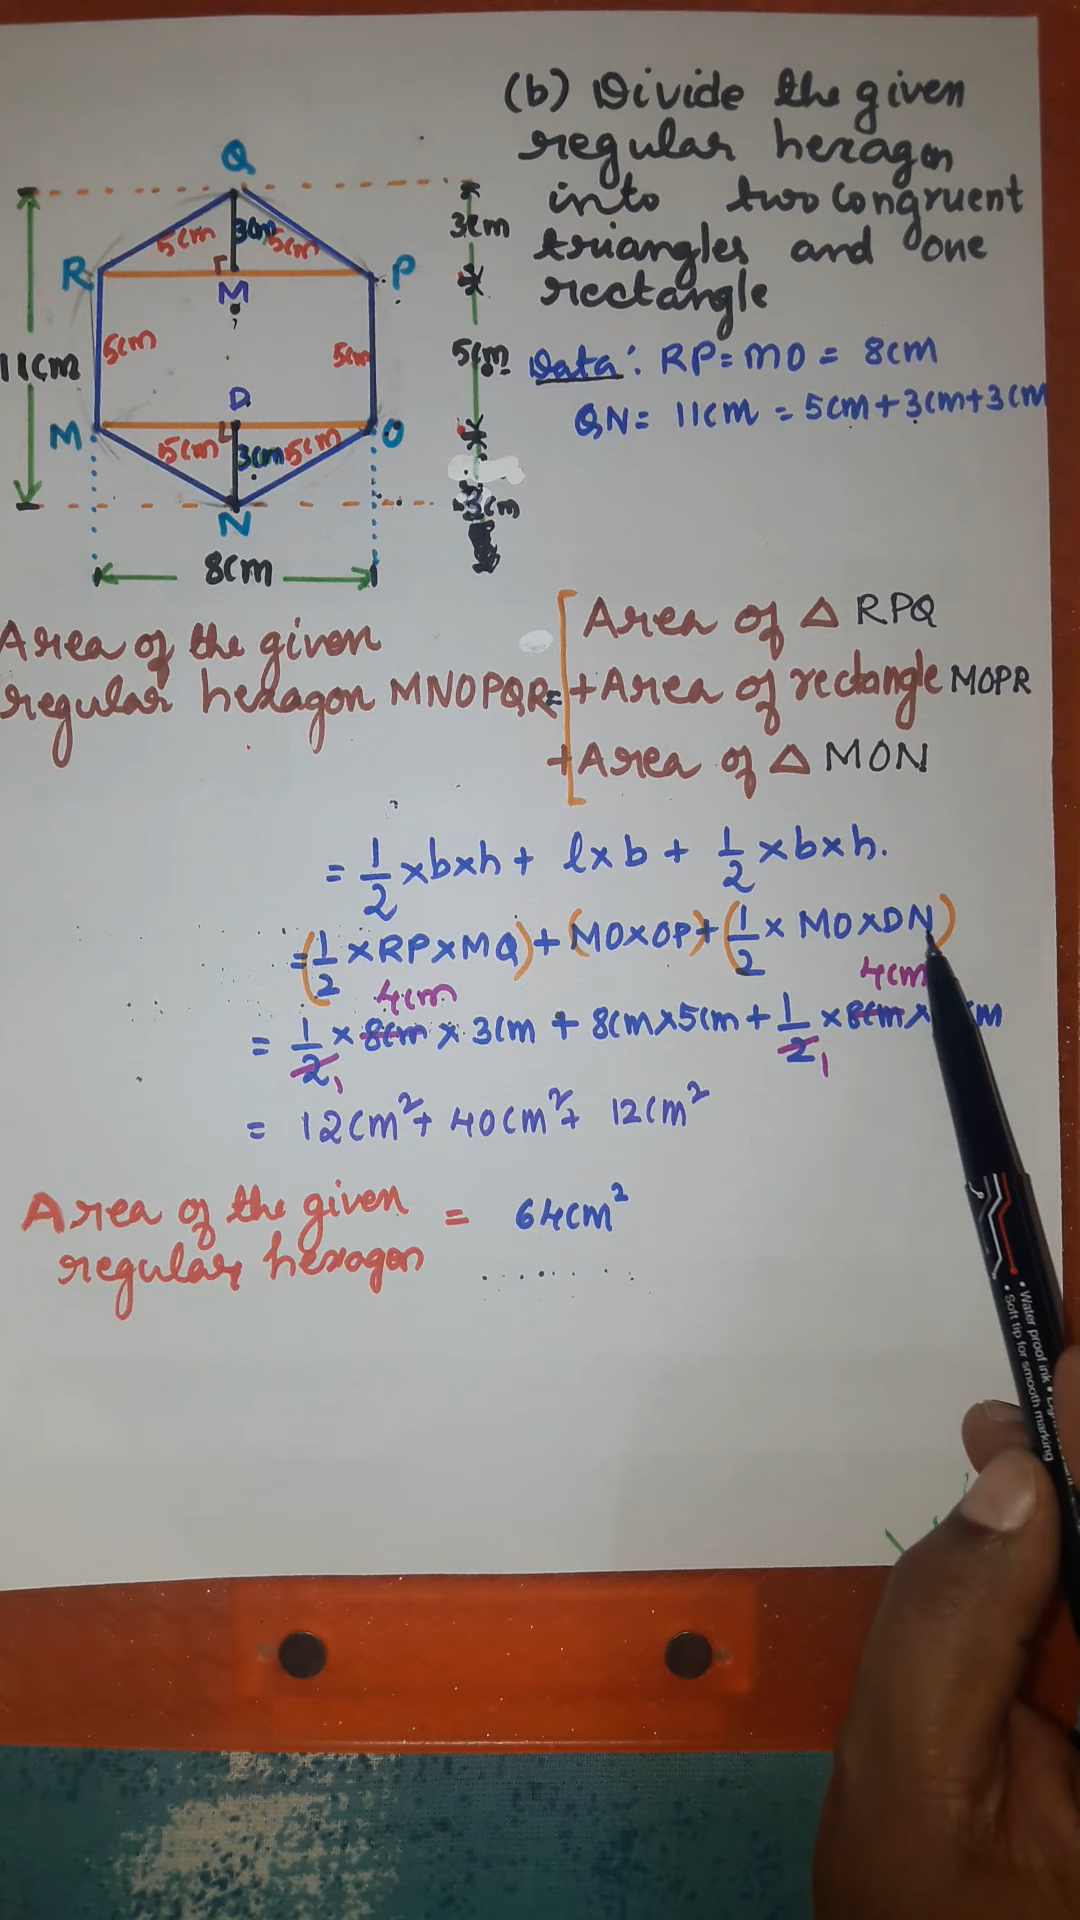 (b) Divide the given
regular hexagon
into two congruent
triangles and one
rectangle
Data: RP=MO = 8cm
QN= 11cm = 5cm+3cm+3cm
Q
3cm
5cm 3cm 5cm
R P
M
11cm 5cm 5cm 5cm
D
M O
5cm 3cm 5cm
3cm
N
8cm
Area of the given
regular hexagon MNOPQR=
Area of △ RPQ
+Area of rectangle MOPR
+Area of △ MON
= 1/2 ×b×h + l×b + 1/2 ×b×h.
=(1/2 ×RP×MQ)+(MO×OP)+(1/2 × MO×DN)
4cm 4cm
= 1/2 × 8cm × 3cm + 8cm×5cm + 1/2 ×8cm× cm
1 1
= 12cm²+ 40cm²+ 12cm²
Area of the given = 64cm²
regular hexagon
• Water proof ink •
• Soft tip for smooth marking